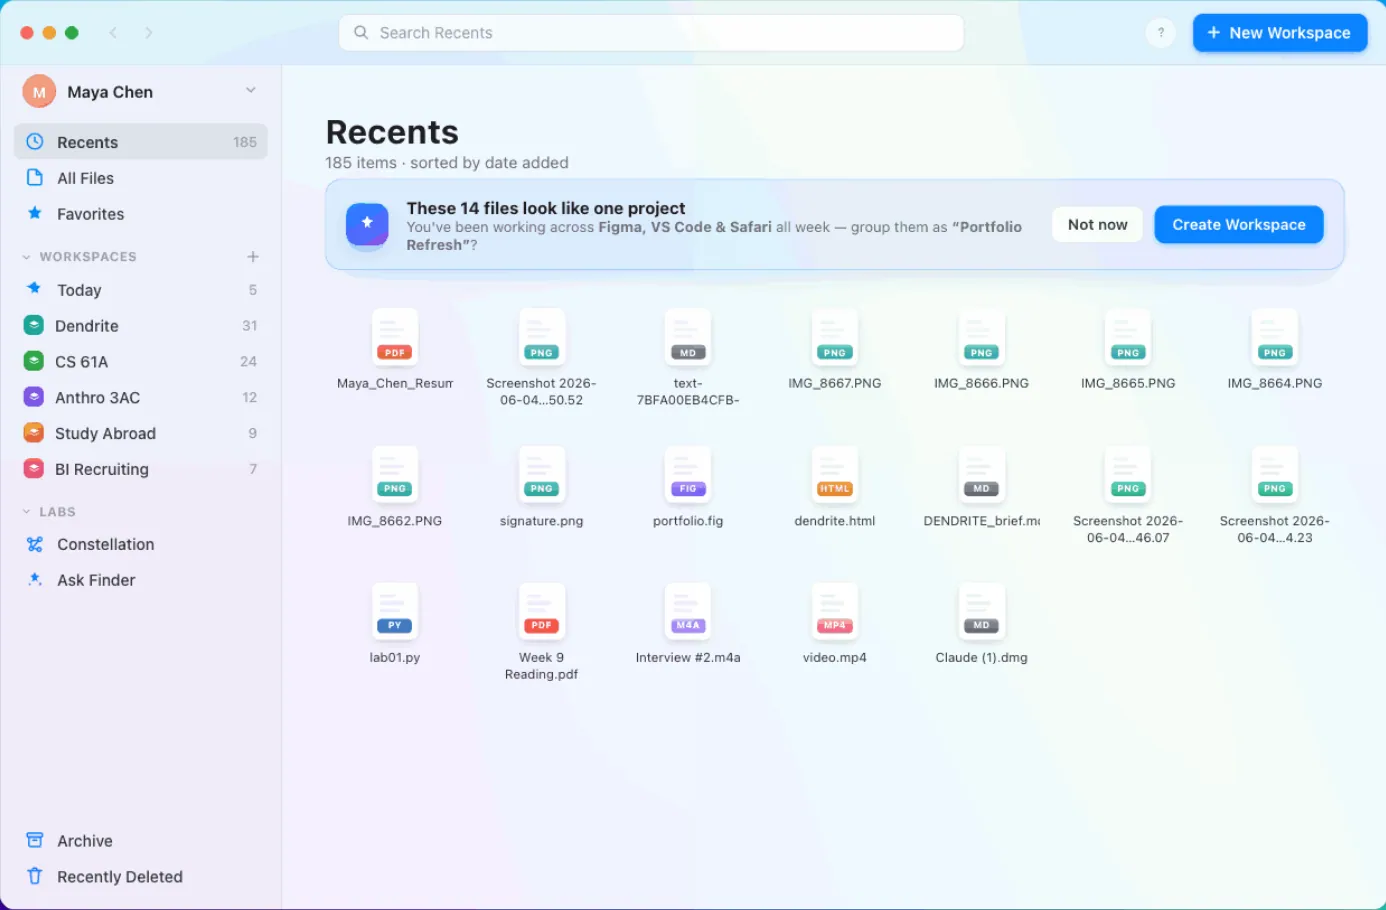 Search Recents
?
+ New Workspace
M
Maya Chen
Recents 185
All Files
Favorites
WORKSPACES +
Today 5
Dendrite 31
CS 61A 24
Anthro 3AC 12
Study Abroad 9
BI Recruiting 7
LABS
Constellation
Ask Finder
Archive
Recently Deleted
Recents
185 items · sorted by date added
These 14 files look like one project
You've been working across Figma, VS Code & Safari all week — group them as “Portfolio
Refresh”?
Not now
Create Workspace
PDF
Maya_Chen_Resum
PNG
Screenshot 2026-
06-04...50.52
MD
text-
7BFA00EB4CFB-
PNG
IMG_8667.PNG
PNG
IMG_8666.PNG
PNG
IMG_8665.PNG
PNG
IMG_8664.PNG
PNG
IMG_8662.PNG
PNG
signature.png
FIG
portfolio.fig
HTML
dendrite.html
MD
DENDRITE_brief.m
PNG
Screenshot 2026-
06-04...46.07
PNG
Screenshot 2026-
06-04...4.23
PY
lab01.py
PDF
Week 9
Reading.pdf
M4A
Interview #2.m4a
MP4
video.mp4
MD
Claude (1).dmg